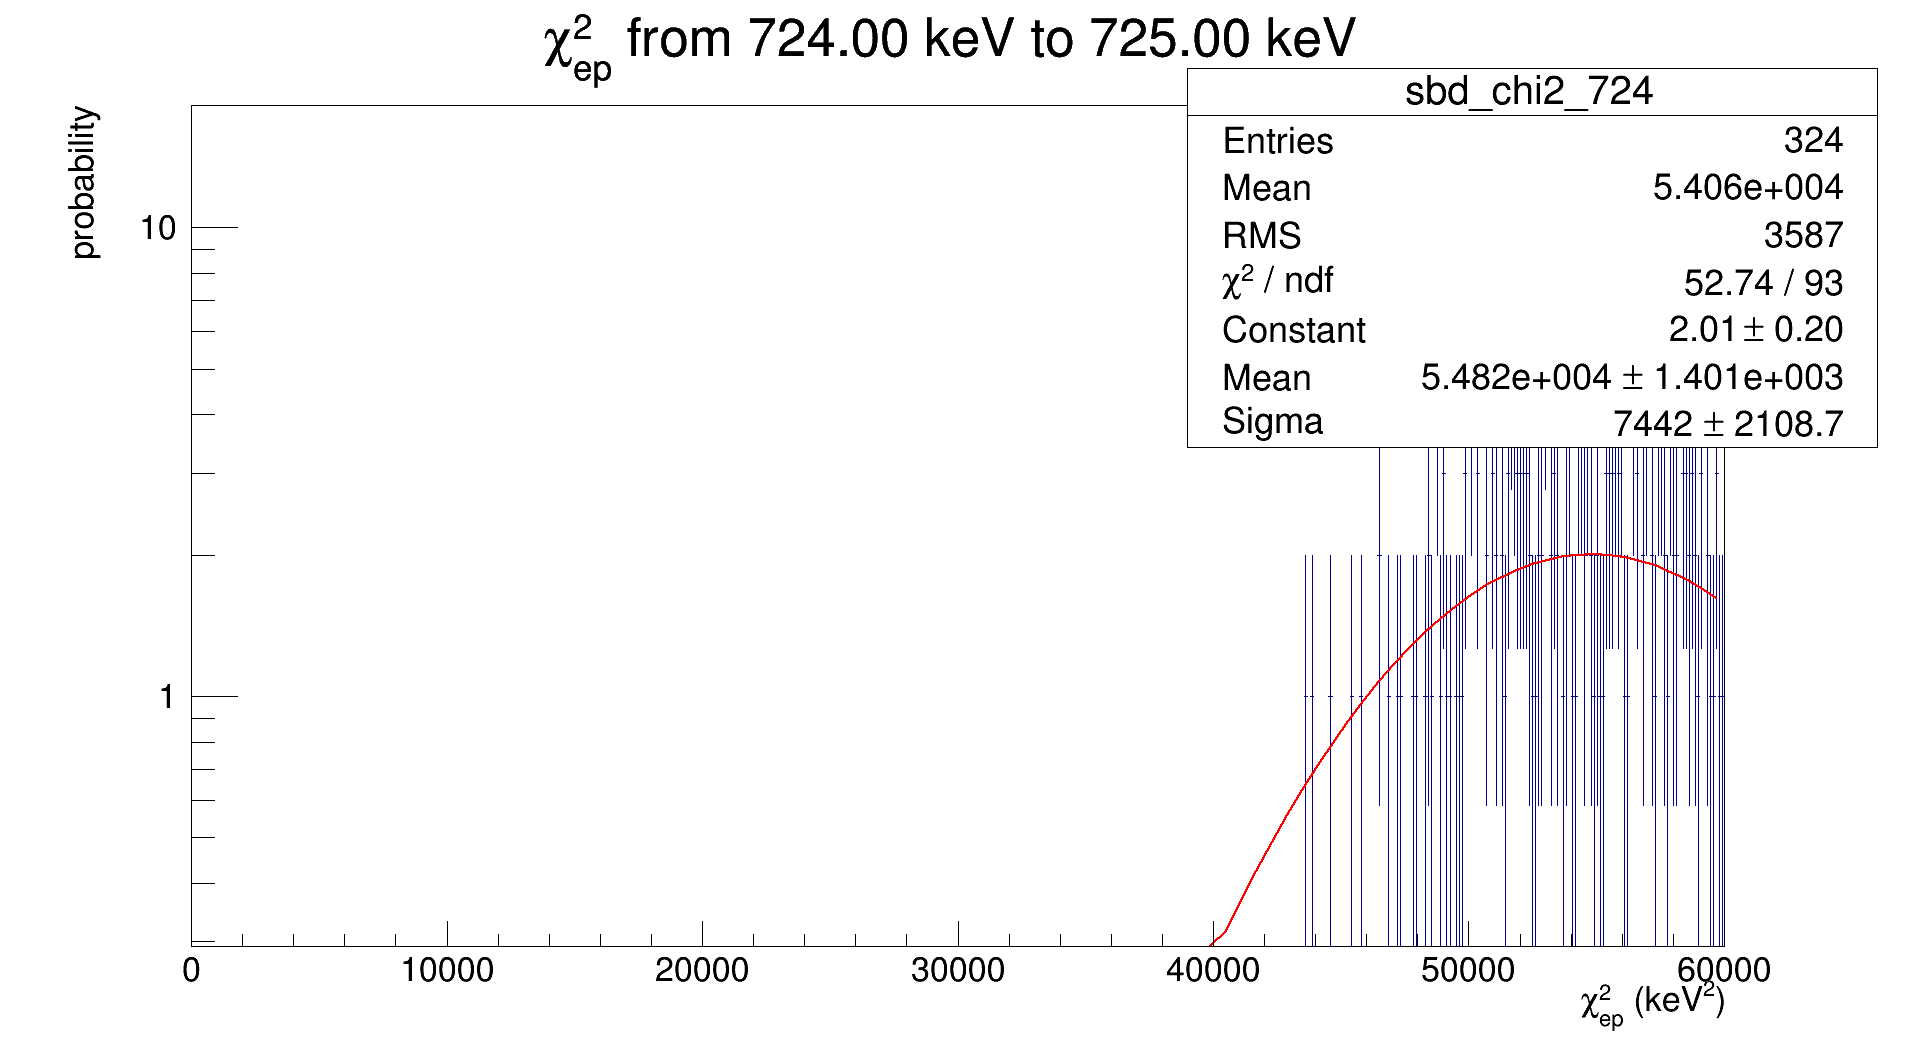 χ²ep from 724.00 keV to 725.00 keV
sbd_chi2_724
Entries 324
Mean 5.406e+004
RMS 3587
χ² / ndf 52.74 / 93
Constant 2.01 ± 0.20
Mean 5.482e+004 ± 1.401e+003
Sigma 7442 ± 2108.7
probability
10
1
0 10000 20000 30000 40000 50000 60000
χ²ep (keV²)